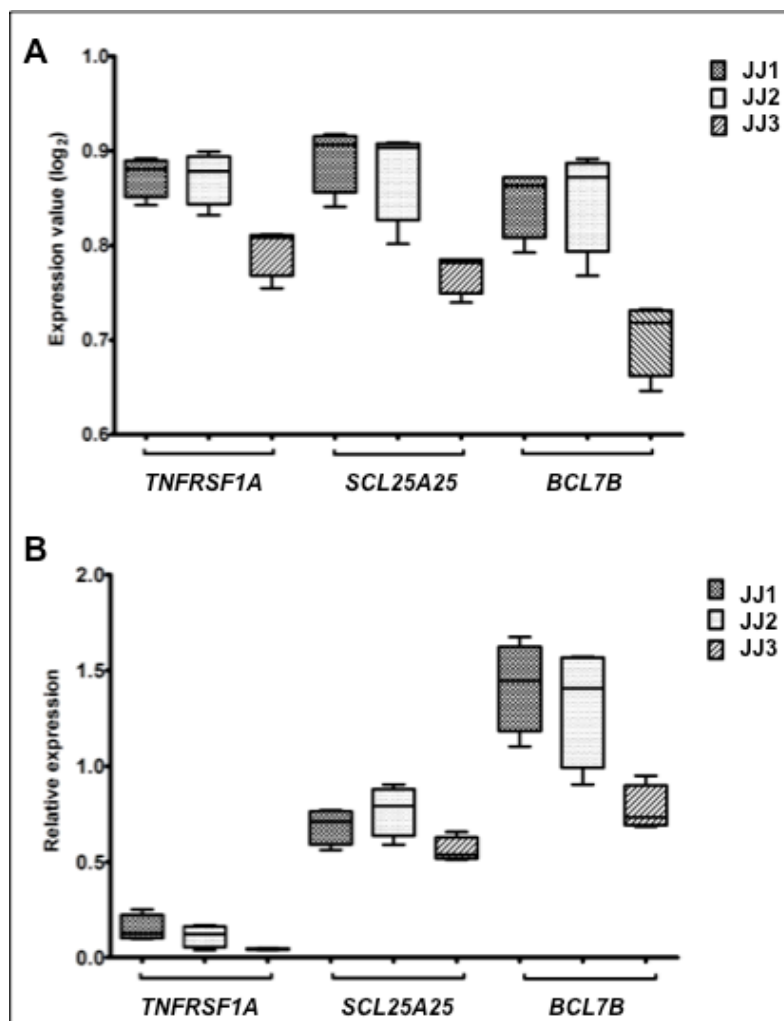 A
1.0
0.9
0.8
0.7
0.6
Expression value (log2)
JJ1
JJ2
JJ3
TNFRSF1A
SCL25A25
BCL7B
B
2.0
1.5
1.0
0.5
0.0
Relative expression
JJ1
JJ2
JJ3
TNFRSF1A
SCL25A25
BCL7B